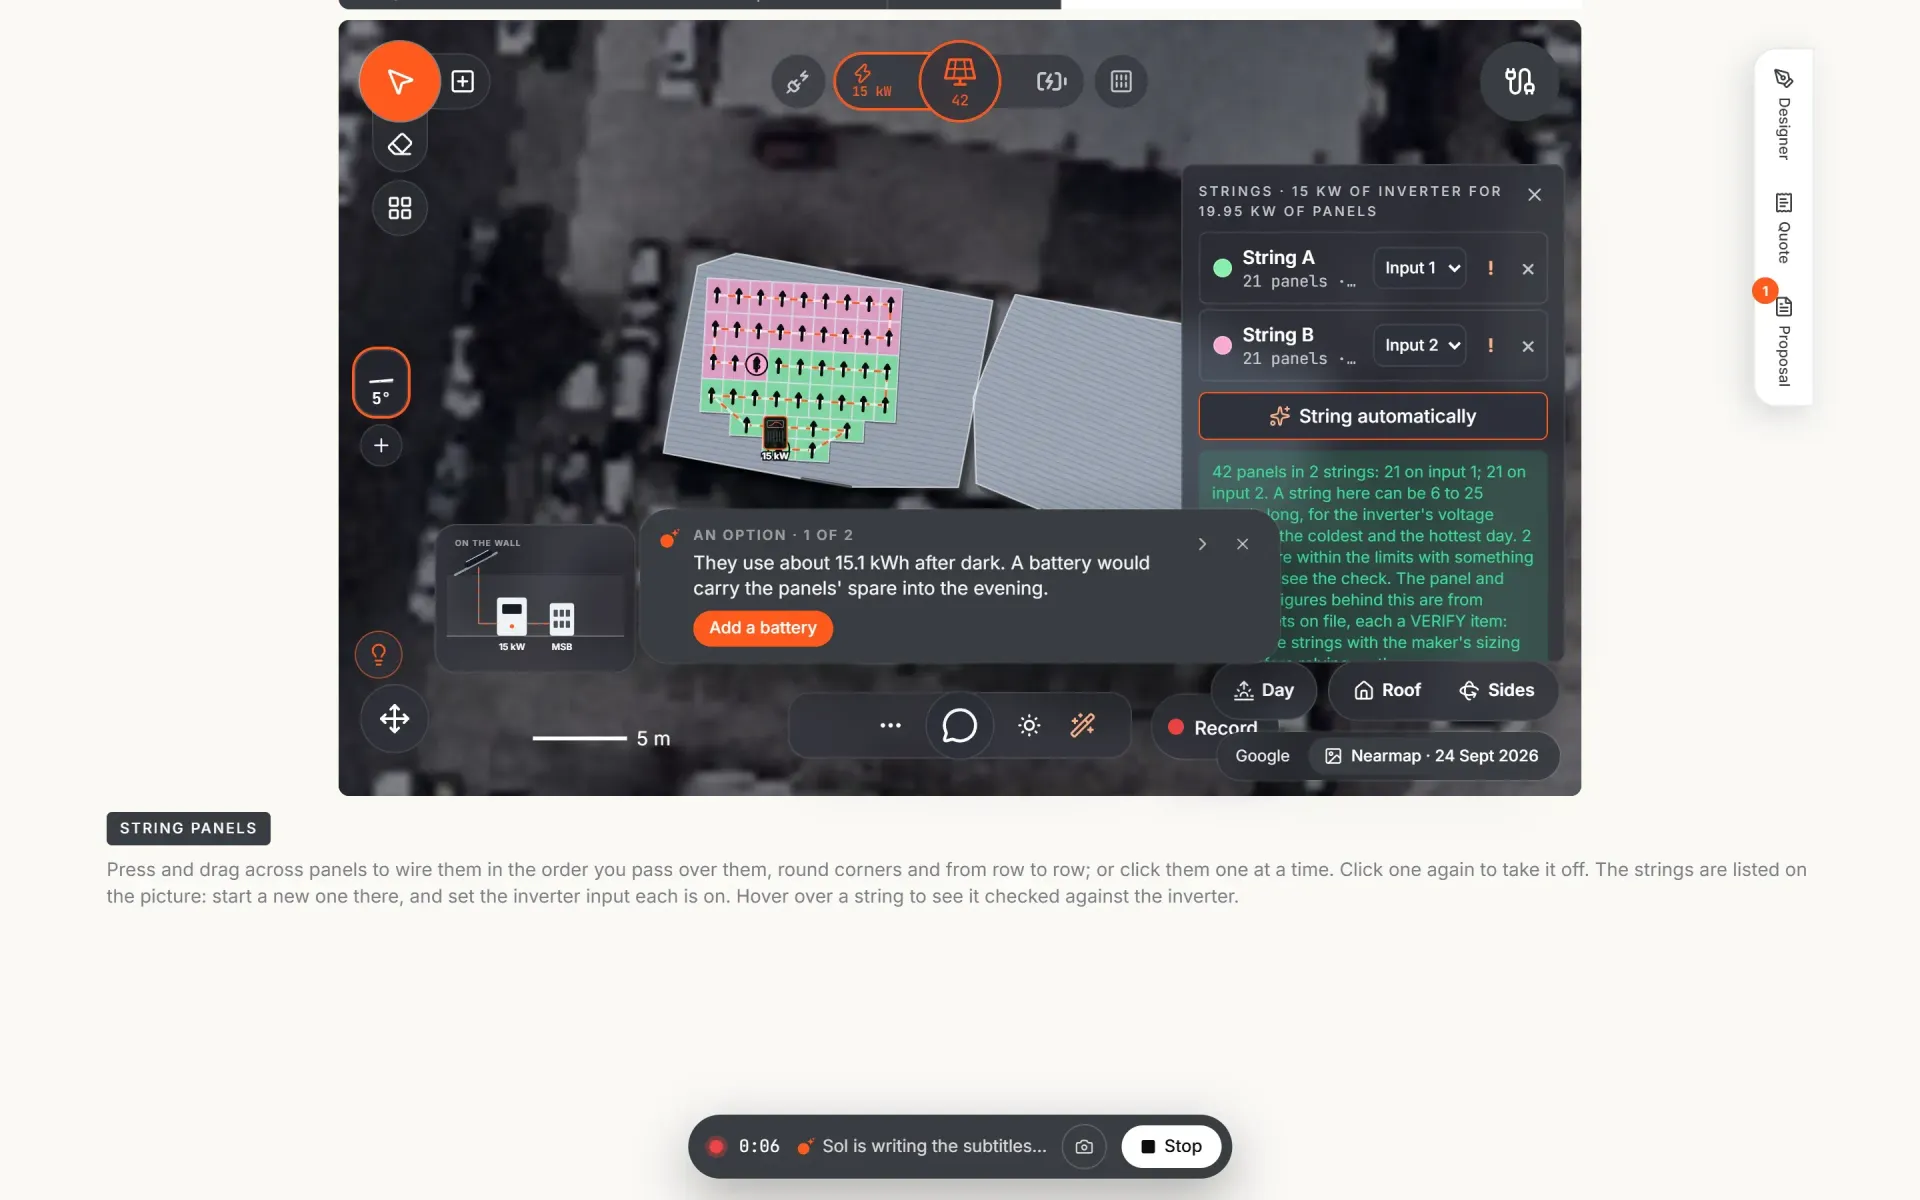 15 kW
42
STRINGS · 15 KW OF INVERTER FOR
19.95 KW OF PANELS
String A
21 panels ·…
Input 1
!
String B
21 panels ·…
Input 2
!
String automatically
42 panels in 2 strings: 21 on input 1; 21 on
input 2. A string here can be 6 to 25
long, for the inverter's voltage
the coldest and the hottest day. 2
re within the limits with something
see the check. The panel and
igures behind this are from
ts on file, each a VERIFY item:
e strings with the maker's sizing
5°
15 kW
ON THE WALL
15 kW
MSB
AN OPTION · 1 OF 2
They use about 15.1 kWh after dark. A battery would
carry the panels' spare into the evening.
Add a battery
5 m
Record
Day
Roof
Sides
Google
Nearmap · 24 Sept 2026
Designer
Quote
1
Proposal
STRING PANELS
Press and drag across panels to wire them in the order you pass over them, round corners and from row to row; or click them one at a time. Click one again to take it off. The strings are listed on
the picture: start a new one there, and set the inverter input each is on. Hover over a string to see it checked against the inverter.
0:06
Sol is writing the subtitles...
Stop